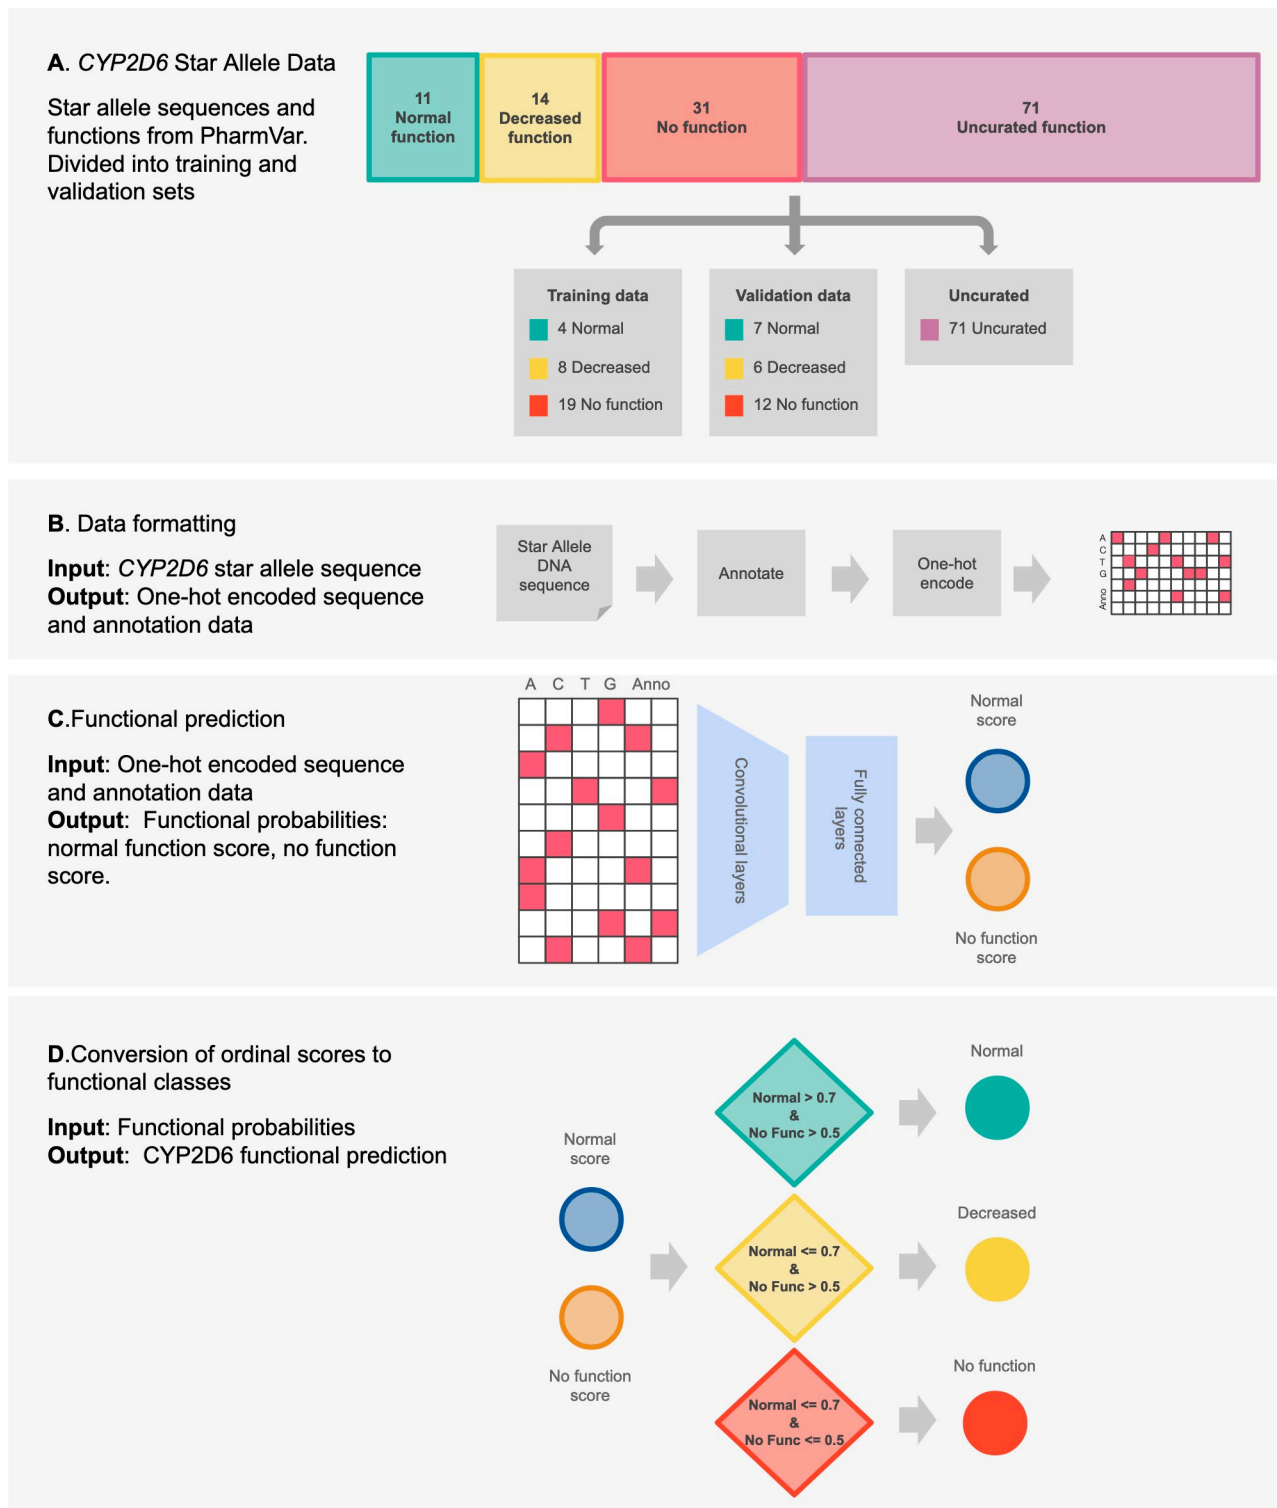 A. CYP2D6 Star Allele Data
Star allele sequences and
functions from PharmVar.
Divided into training and
validation sets
11
Normal
function
14
Decreased
function
31
No function
71
Uncurated function
Training data
4 Normal
8 Decreased
19 No function
Validation data
7 Normal
6 Decreased
12 No function
Uncurated
71 Uncurated
B. Data formatting
Input: CYP2D6 star allele sequence
Output: One-hot encoded sequence
and annotation data
Star Allele
DNA
sequence
Annotate
One-hot
encode
A
C
T
G
Anno
C.Functional prediction
Input: One-hot encoded sequence
and annotation data
Output: Functional probabilities:
normal function score, no function
score.
A C T G Anno
Convolutional layers
Fully connected
layers
Normal
score
No function
score
D.Conversion of ordinal scores to
functional classes
Input: Functional probabilities
Output: CYP2D6 functional prediction
Normal
score
No function
score
Normal > 0.7
&
No Func > 0.5
Normal
Normal <= 0.7
&
No Func > 0.5
Decreased
Normal <= 0.7
&
No Func <= 0.5
No function